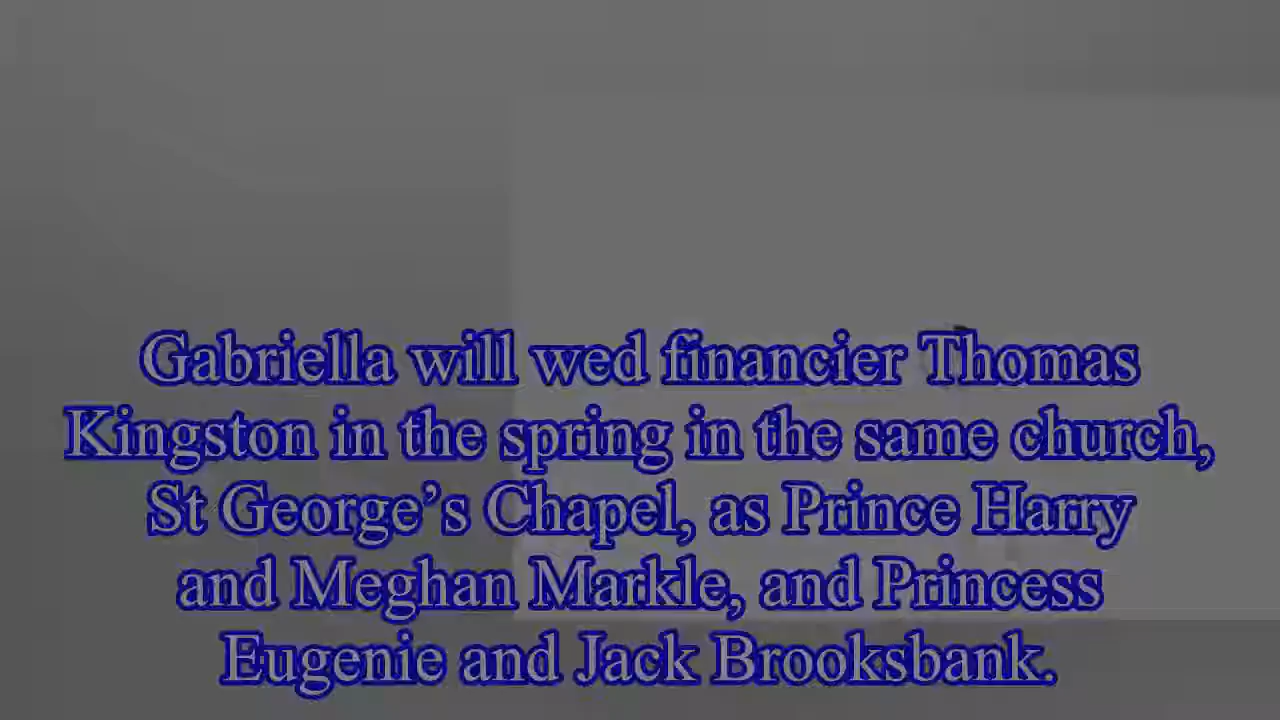 Gabriella will wed financier Thomas
Kingston in the spring in the same church,
St George’s Chapel, as Prince Harry
and Meghan Markle, and Princess
Eugenie and Jack Brooksbank.